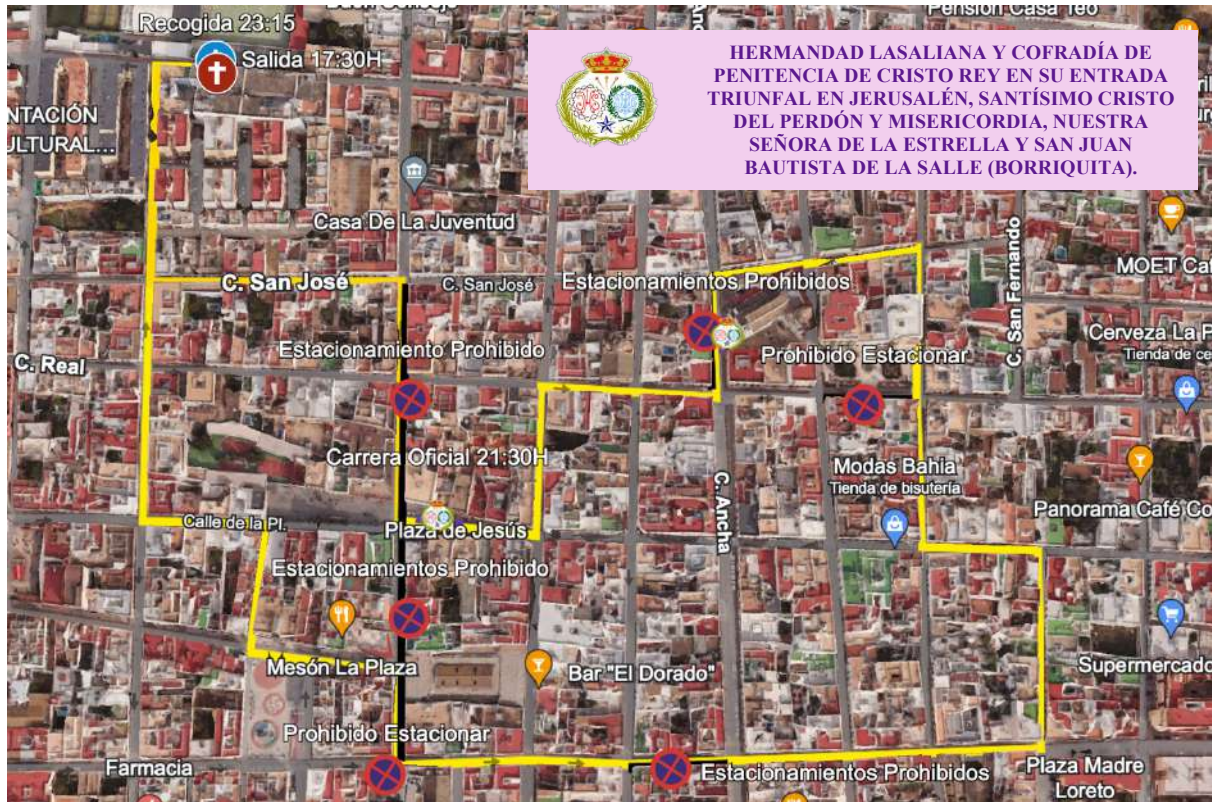 Recogida 23:15
Salida 17:30H
HERMANDAD LASALIANA Y COFRADÍA DE
PENITENCIA DE CRISTO REY EN SU ENTRADA
TRIUNFAL EN JERUSALÉN, SANTÍSIMO CRISTO
DEL PERDÓN Y MISERICORDIA, NUESTRA
SEÑORA DE LA ESTRELLA Y SAN JUAN
BAUTISTA DE LA SALLE (BORRIQUITA).
NTACIÓN
ULTURAL...
Casa De La Juventud
C. San José
C. San José
Estacionamientos Prohibidos
C. San Fernando
MOET Caf
Estacionamiento Prohibido
Prohibido Estacionar
Cerveza La P
Tienda de ce
C. Real
Carrera Oficial 21:30H
Modas Bahia
Tienda de bisutería
C. Ancha
Panorama Café Co
Calle de la Pl.
Plaza de Jesús
Estacionamientos Prohibido
Mesón La Plaza
Bar "El Dorado"
Supermercado
Prohibido Estacionar
Farmacia
Estacionamientos Prohibidos
Plaza Madre
Loreto